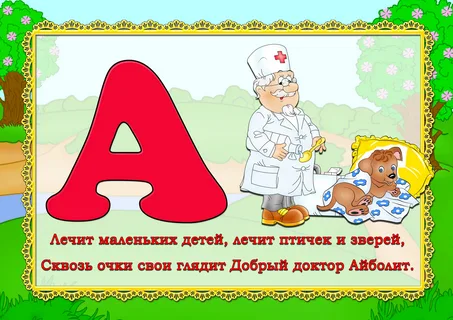 А
Лечит маленьких детей, лечит птичек и зверей,
Сквозь очки свои глядит Добрый доктор Айболит.